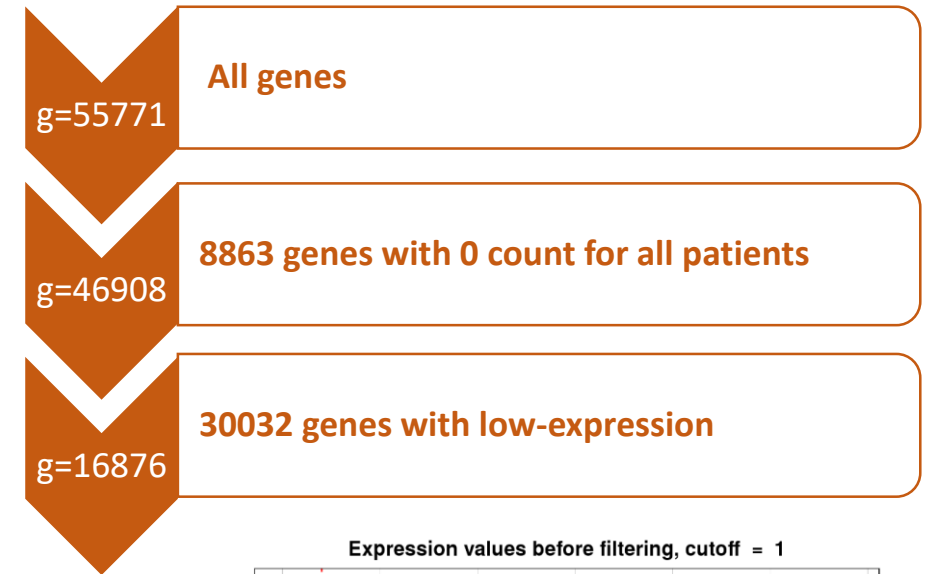 All genes
g=55771
8863 genes with 0 count for all patients
g=46908
30032 genes with low-expression
g=16876
Expression values before filtering, cutoff = 1